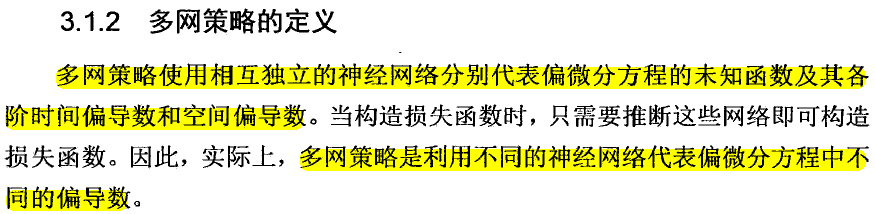 3.1.2 多网策略的定义
多网策略使用相互独立的神经网络分别代表偏微分方程的未知函数及其各
阶时间偏导数和空间偏导数。当构造损失函数时，只需要推断这些网络即可构造
损失函数。因此，实际上，多网策略是利用不同的神经网络代表偏微分方程中不
同的偏导数。